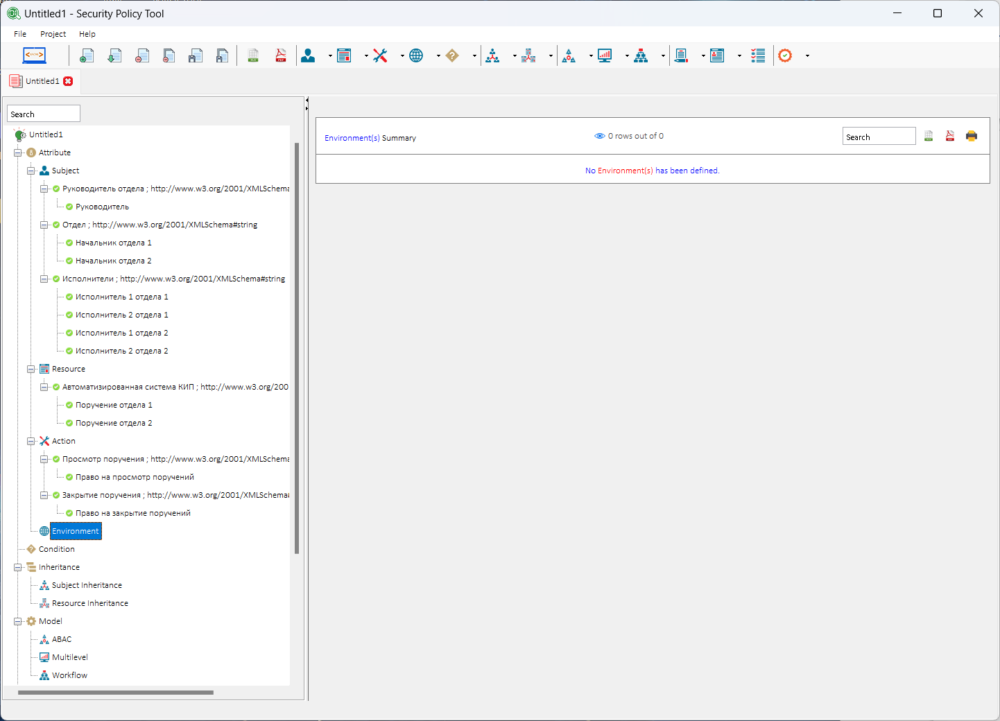 Untitled1 - Security Policy Tool
File Project Help
Untitled1
Search
Untitled1
Attribute
Subject
Руководитель отдела ; http://www.w3.org/2001/XMLSchema
Руководитель
Отдел ; http://www.w3.org/2001/XMLSchema#string
Начальник отдела 1
Начальник отдела 2
Исполнители ; http://www.w3.org/2001/XMLSchema#string
Исполнитель 1 отдела 1
Исполнитель 2 отдела 1
Исполнитель 1 отдела 2
Исполнитель 2 отдела 2
Resource
Автоматизированная система КИП ; http://www.w3.org/200
Поручение отдела 1
Поручение отдела 2
Action
Просмотр поручения ; http://www.w3.org/2001/XMLSchema
Право на просмотр поручений
Закрытие поручения ; http://www.w3.org/2001/XMLSchema#
Право на закрытие поручений
Environment
Condition
Inheritance
Subject Inheritance
Resource Inheritance
Model
ABAC
Multilevel
Workflow
Environment(s) Summary
0 rows out of 0
Search
No Environment(s) has been defined.